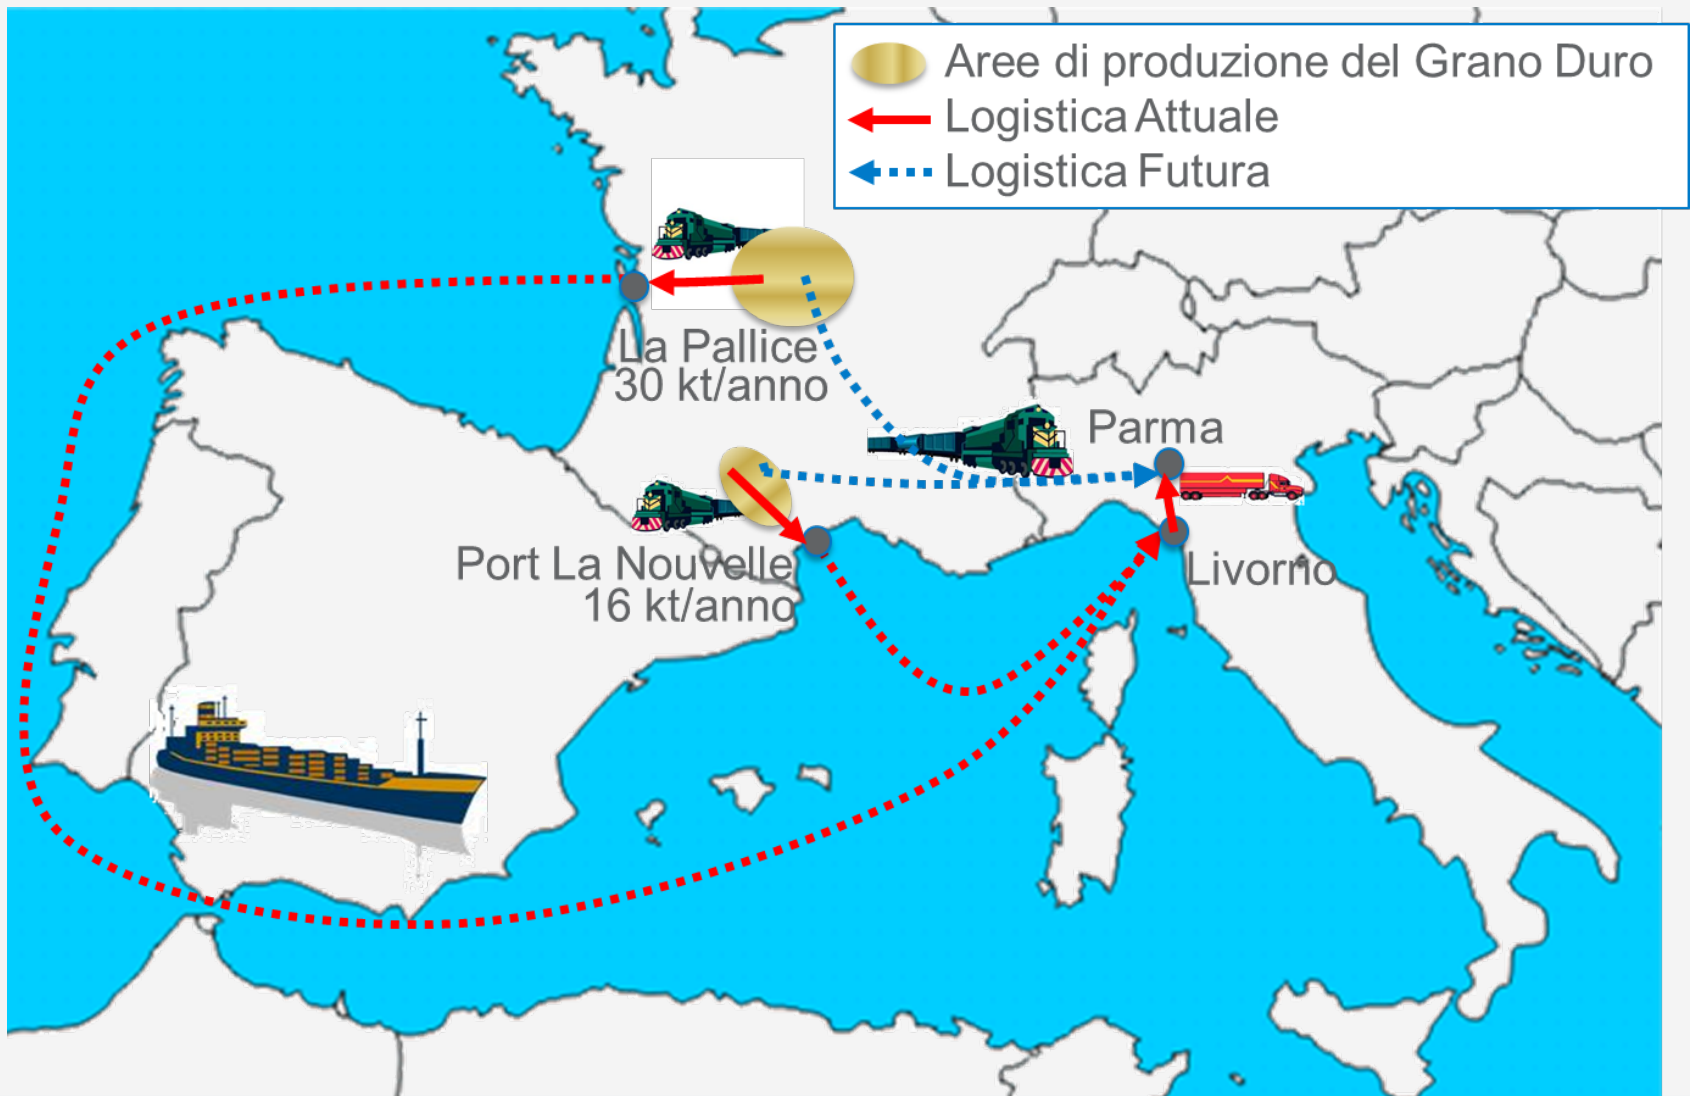 Aree di produzione del Grano Duro
Logistica Attuale
Logistica Futura
La Pallice
30 kt/anno
Parma
Port La Nouvelle
16 kt/anno
Livorno